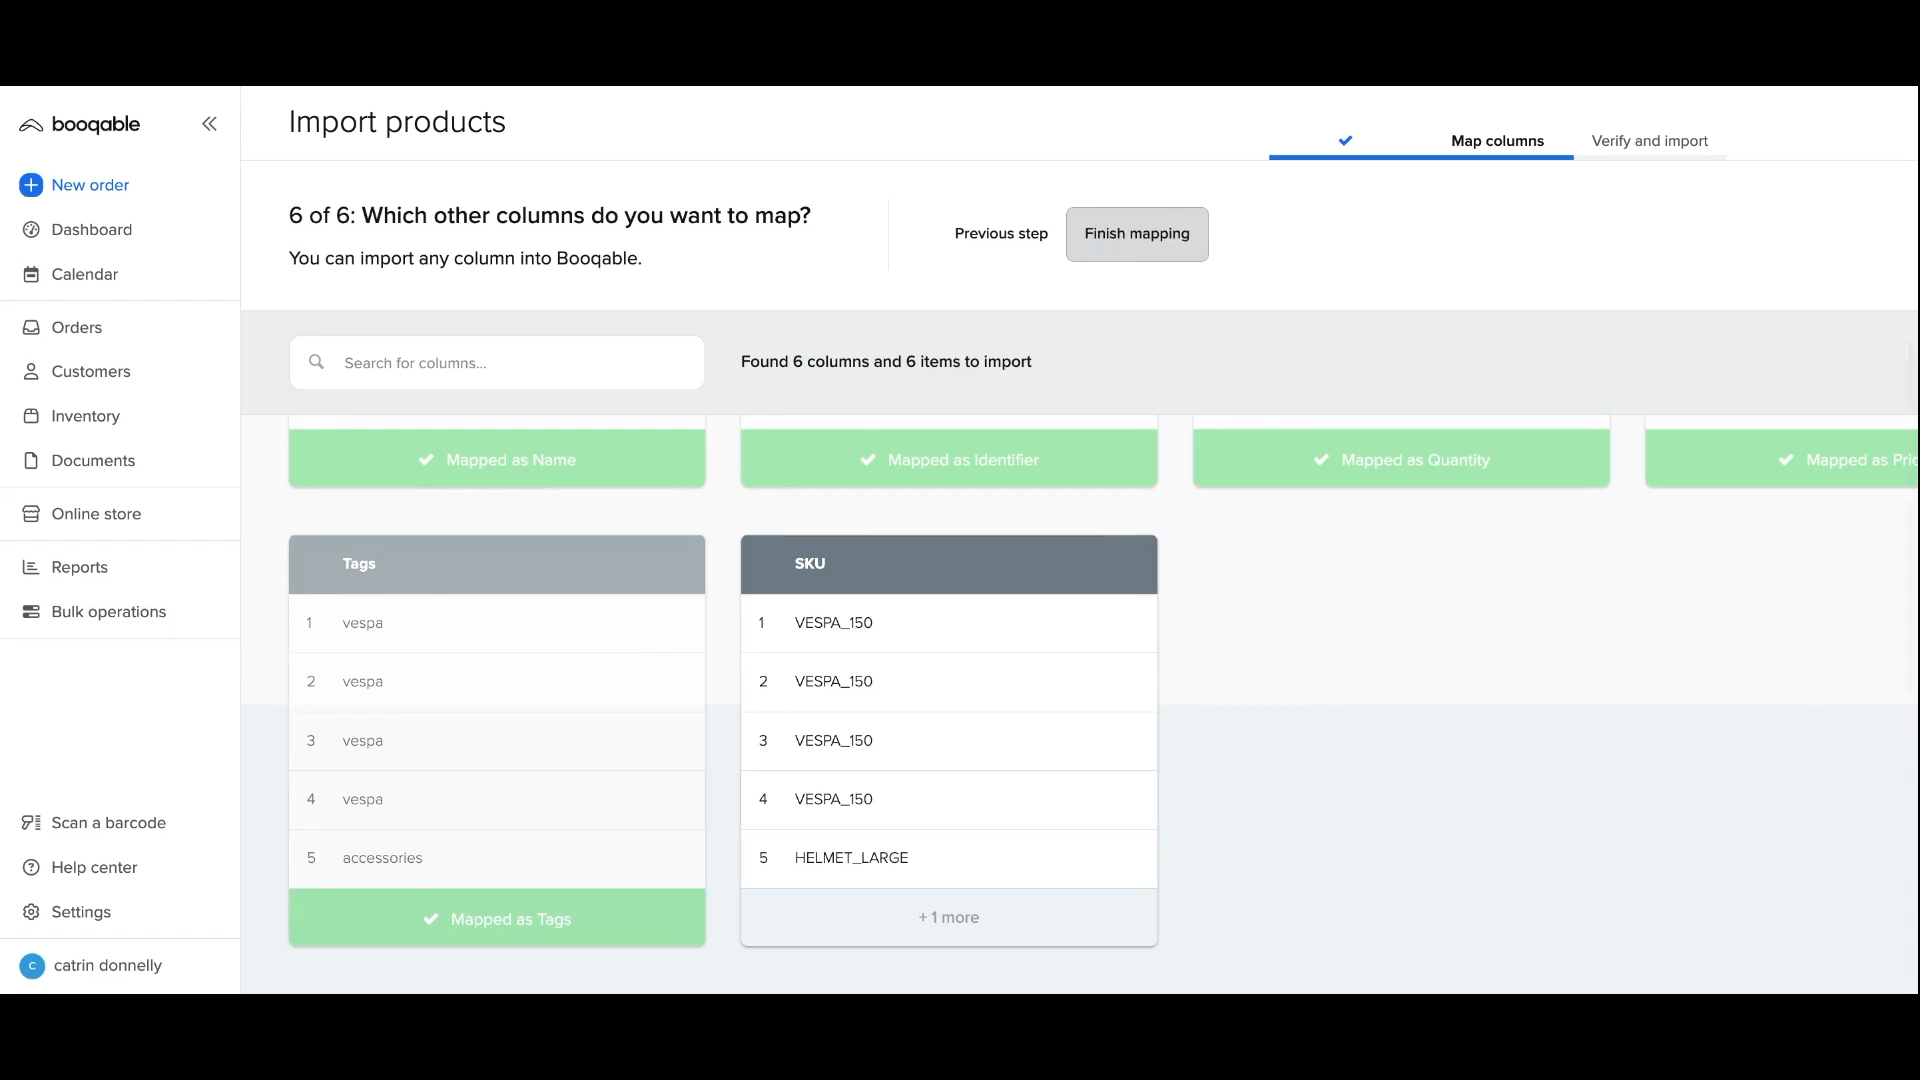 booqable
Import products
Map columns
Verify and import
New order
Dashboard
Calendar
Orders
Customers
Inventory
Documents
Online store
Reports
Bulk operations
Scan a barcode
Help center
Settings
C
catrin donnelly
6 of 6: Which other columns do you want to map?
You can import any column into Booqable.
Previous step
Finish mapping
Search for columns...
Found 6 columns and 6 items to import
Mapped as Name
Mapped as Identifier
Mapped as Quantity
Mapped as Pric
Tags
1 vespa
2 vespa
3 vespa
4 vespa
5 accessories
Mapped as Tags
SKU
1 VESPA_150
2 VESPA_150
3 VESPA_150
4 VESPA_150
5 HELMET_LARGE
+ 1 more